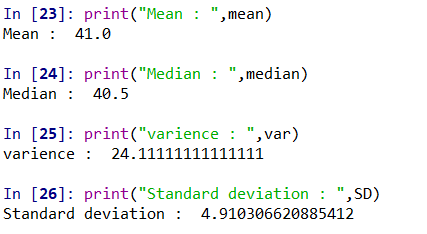 In [23]: print("Mean : ",mean)
Mean :  41.0
In [24]: print("Median : ",median)
Median :  40.5
In [25]: print("varience : ",var)
varience :  24.11111111111111
In [26]: print("Standard deviation : ",SD)
Standard deviation :  4.910306620885412